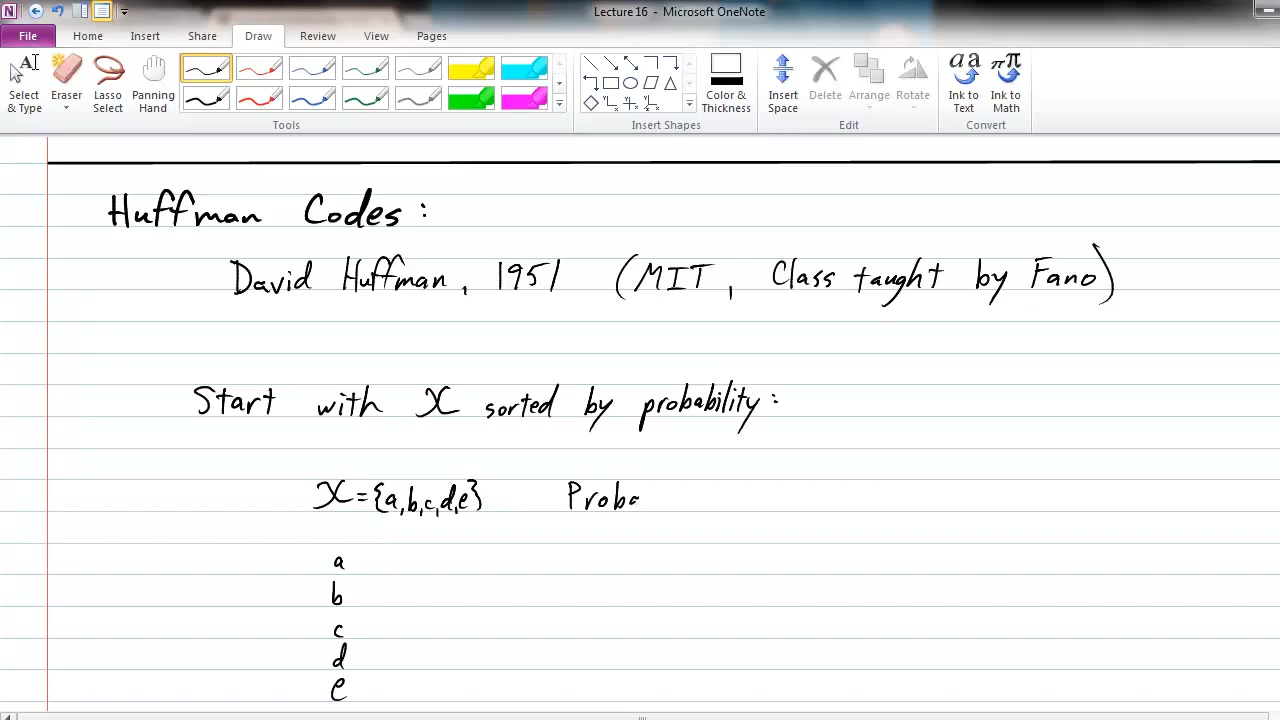 Lecture 16 - Microsoft OneNote
File Home Insert Share Draw Review View Pages
Select & Type Eraser Lasso Select Panning Hand Color & Thickness Insert Space Delete Arrange Rotate Ink to Text Ink to Math
Tools Insert Shapes Edit Convert
Huffman Codes:
David Huffman, 1951 (MIT, Class taught by Fano)
Start with X sorted by probability:
X={a,b,c,d,e} Proba
a
b
c
d
e